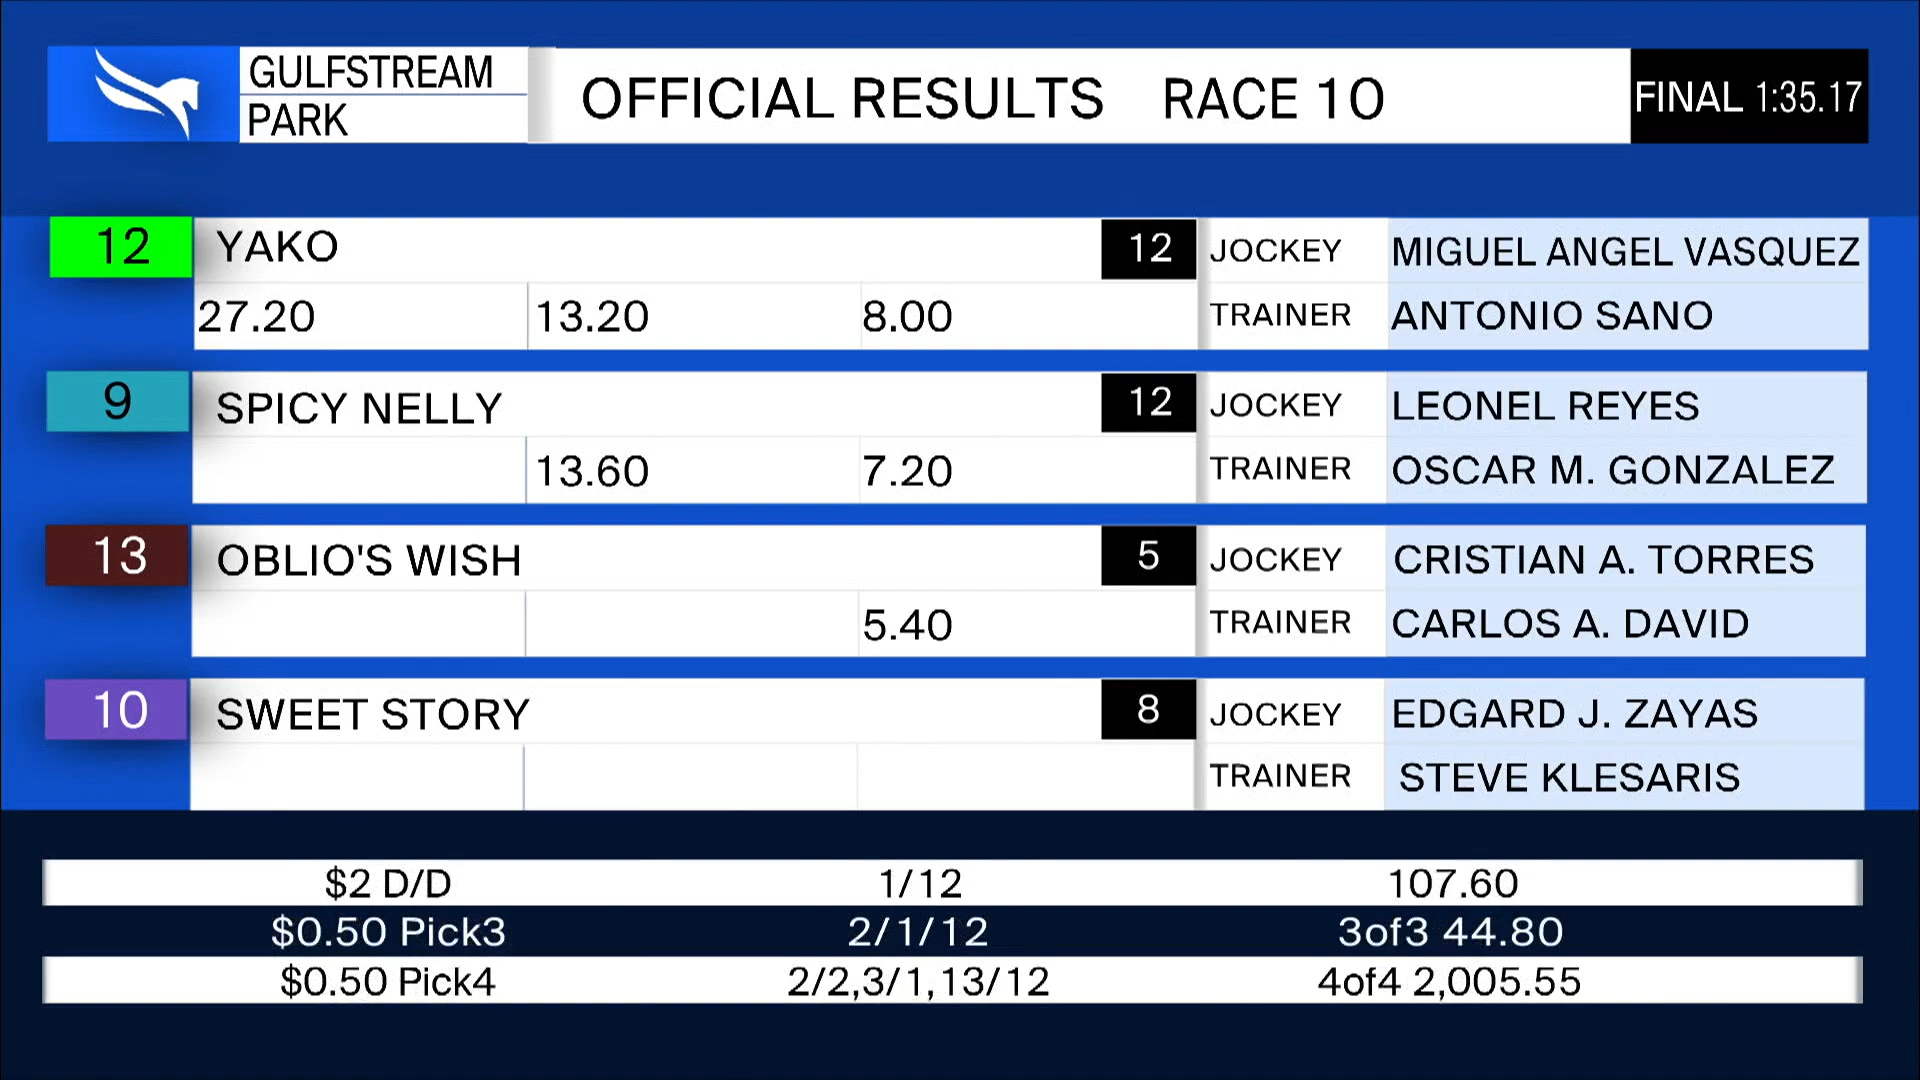 GULFSTREAM
PARK
OFFICIAL RESULTS RACE 10
FINAL 1:35.17
12 YAKO 12 JOCKEY MIGUEL ANGEL VASQUEZ
27.20 13.20 8.00 TRAINER ANTONIO SANO
9 SPICY NELLY 12 JOCKEY LEONEL REYES
13.60 7.20 TRAINER OSCAR M. GONZALEZ
13 OBLIO'S WISH 5 JOCKEY CRISTIAN A. TORRES
5.40 TRAINER CARLOS A. DAVID
10 SWEET STORY 8 JOCKEY EDGARD J. ZAYAS
TRAINER STEVE KLESARIS
$2 D/D 1/12 107.60
$0.50 Pick3 2/1/12 3of3 44.80
$0.50 Pick4 2/2,3/1,13/12 4of4 2,005.55